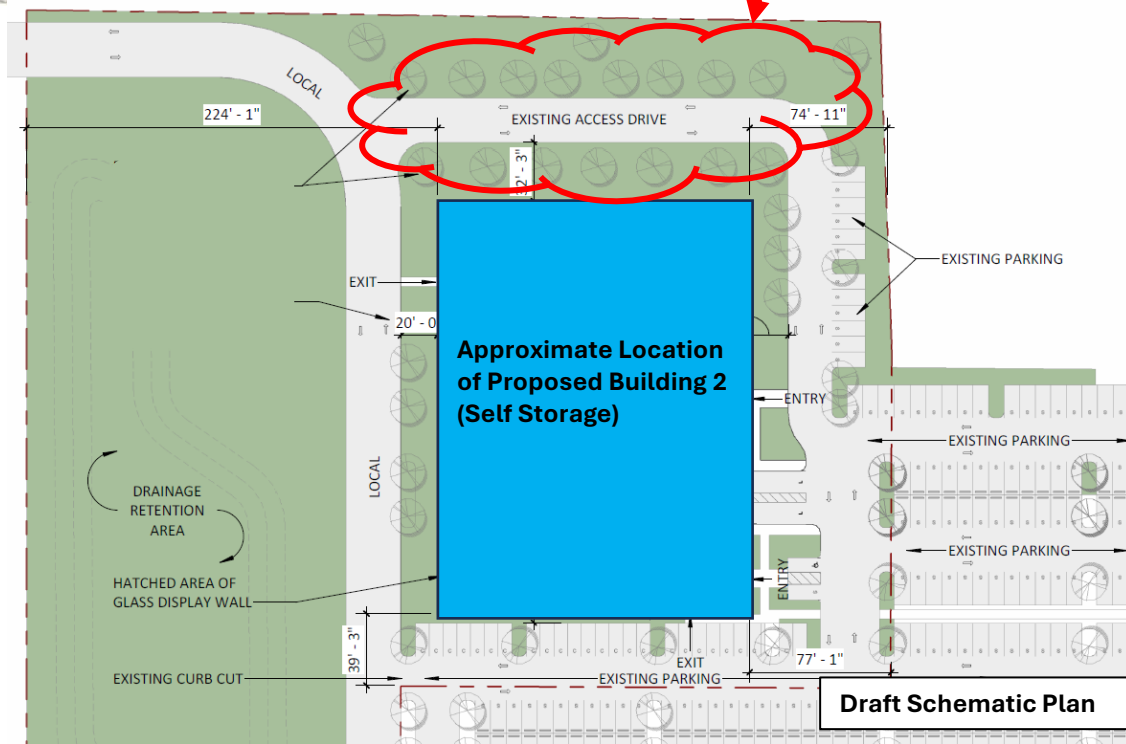 LOCAL
224' - 1"
EXISTING ACCESS DRIVE
74' - 11"
2' - 3"
EXISTING PARKING
EXIT
20' - 0
Approximate Location
of Proposed Building 2
(Self Storage)
ENTRY
EXISTING PARKING
LOCAL
DRAINAGE
RETENTION
AREA
EXISTING PARKING
HATCHED AREA OF
GLASS DISPLAY WALL
ENTRY
39' - 3"
EXIT
77' - 1"
EXISTING CURB CUT
EXISTING PARKING
Draft Schematic Plan